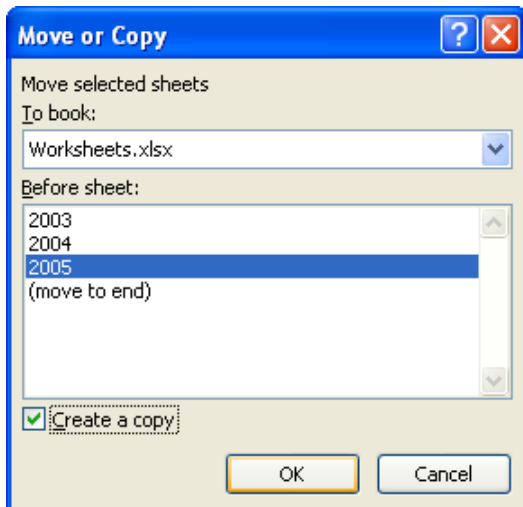 Move or Copy
Move selected sheets
To book:
Worksheets.xlsx
Before sheet:
2003
2004
2005
(move to end)
Create a copy
OK Cancel